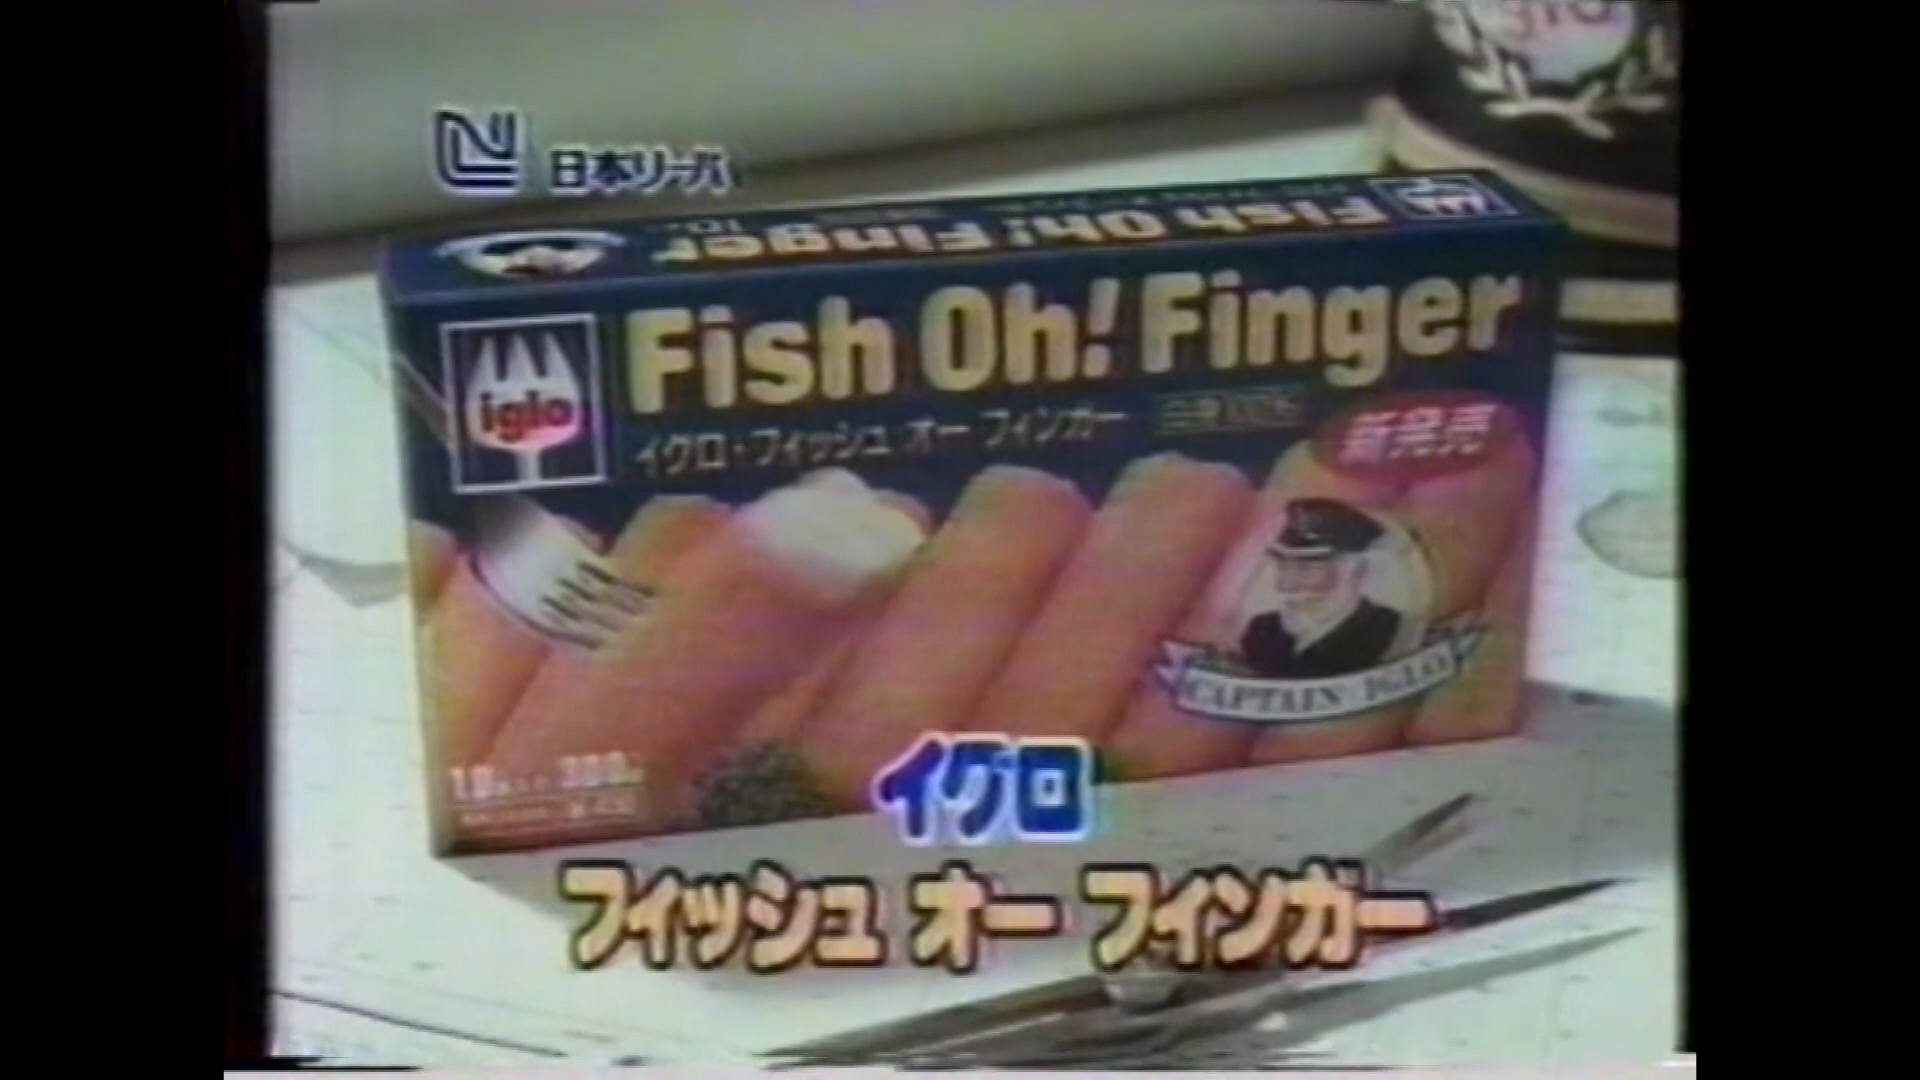 日本リーバ
Fish Oh! Finger
iglo
Fish Oh! Finger
イグロ・フィッシュ オー フィンガー
新発売
CAPTAIN IGLO
イグロ
フィッシュ オー フィンガー